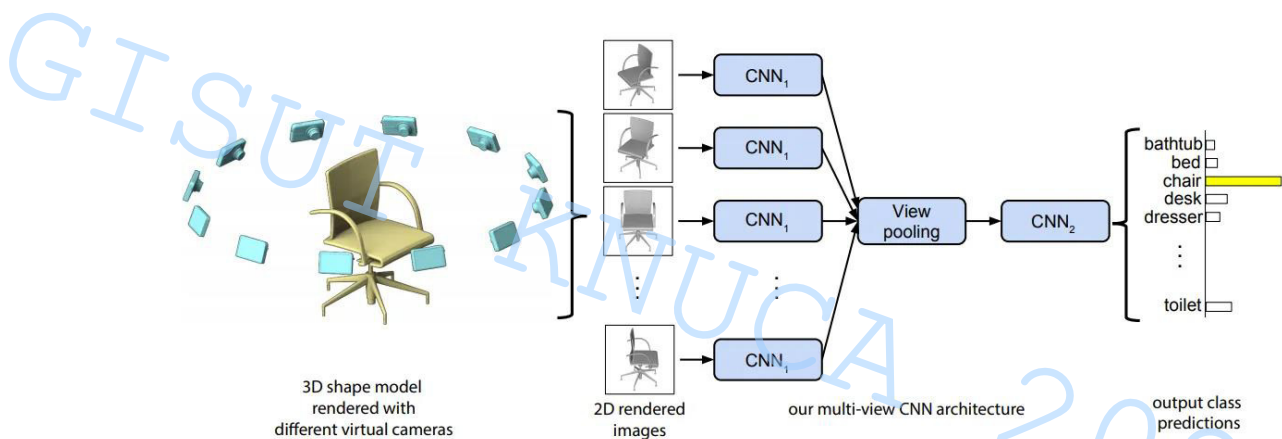 CNN₁
CNN₁
CNN₁
CNN₁
View
pooling
CNN₂
bathtub
bed
chair
desk
dresser
toilet
3D shape model
rendered with
different virtual cameras
2D rendered
images
our multi-view CNN architecture
output class
predictions
GISUT KNUCA 20